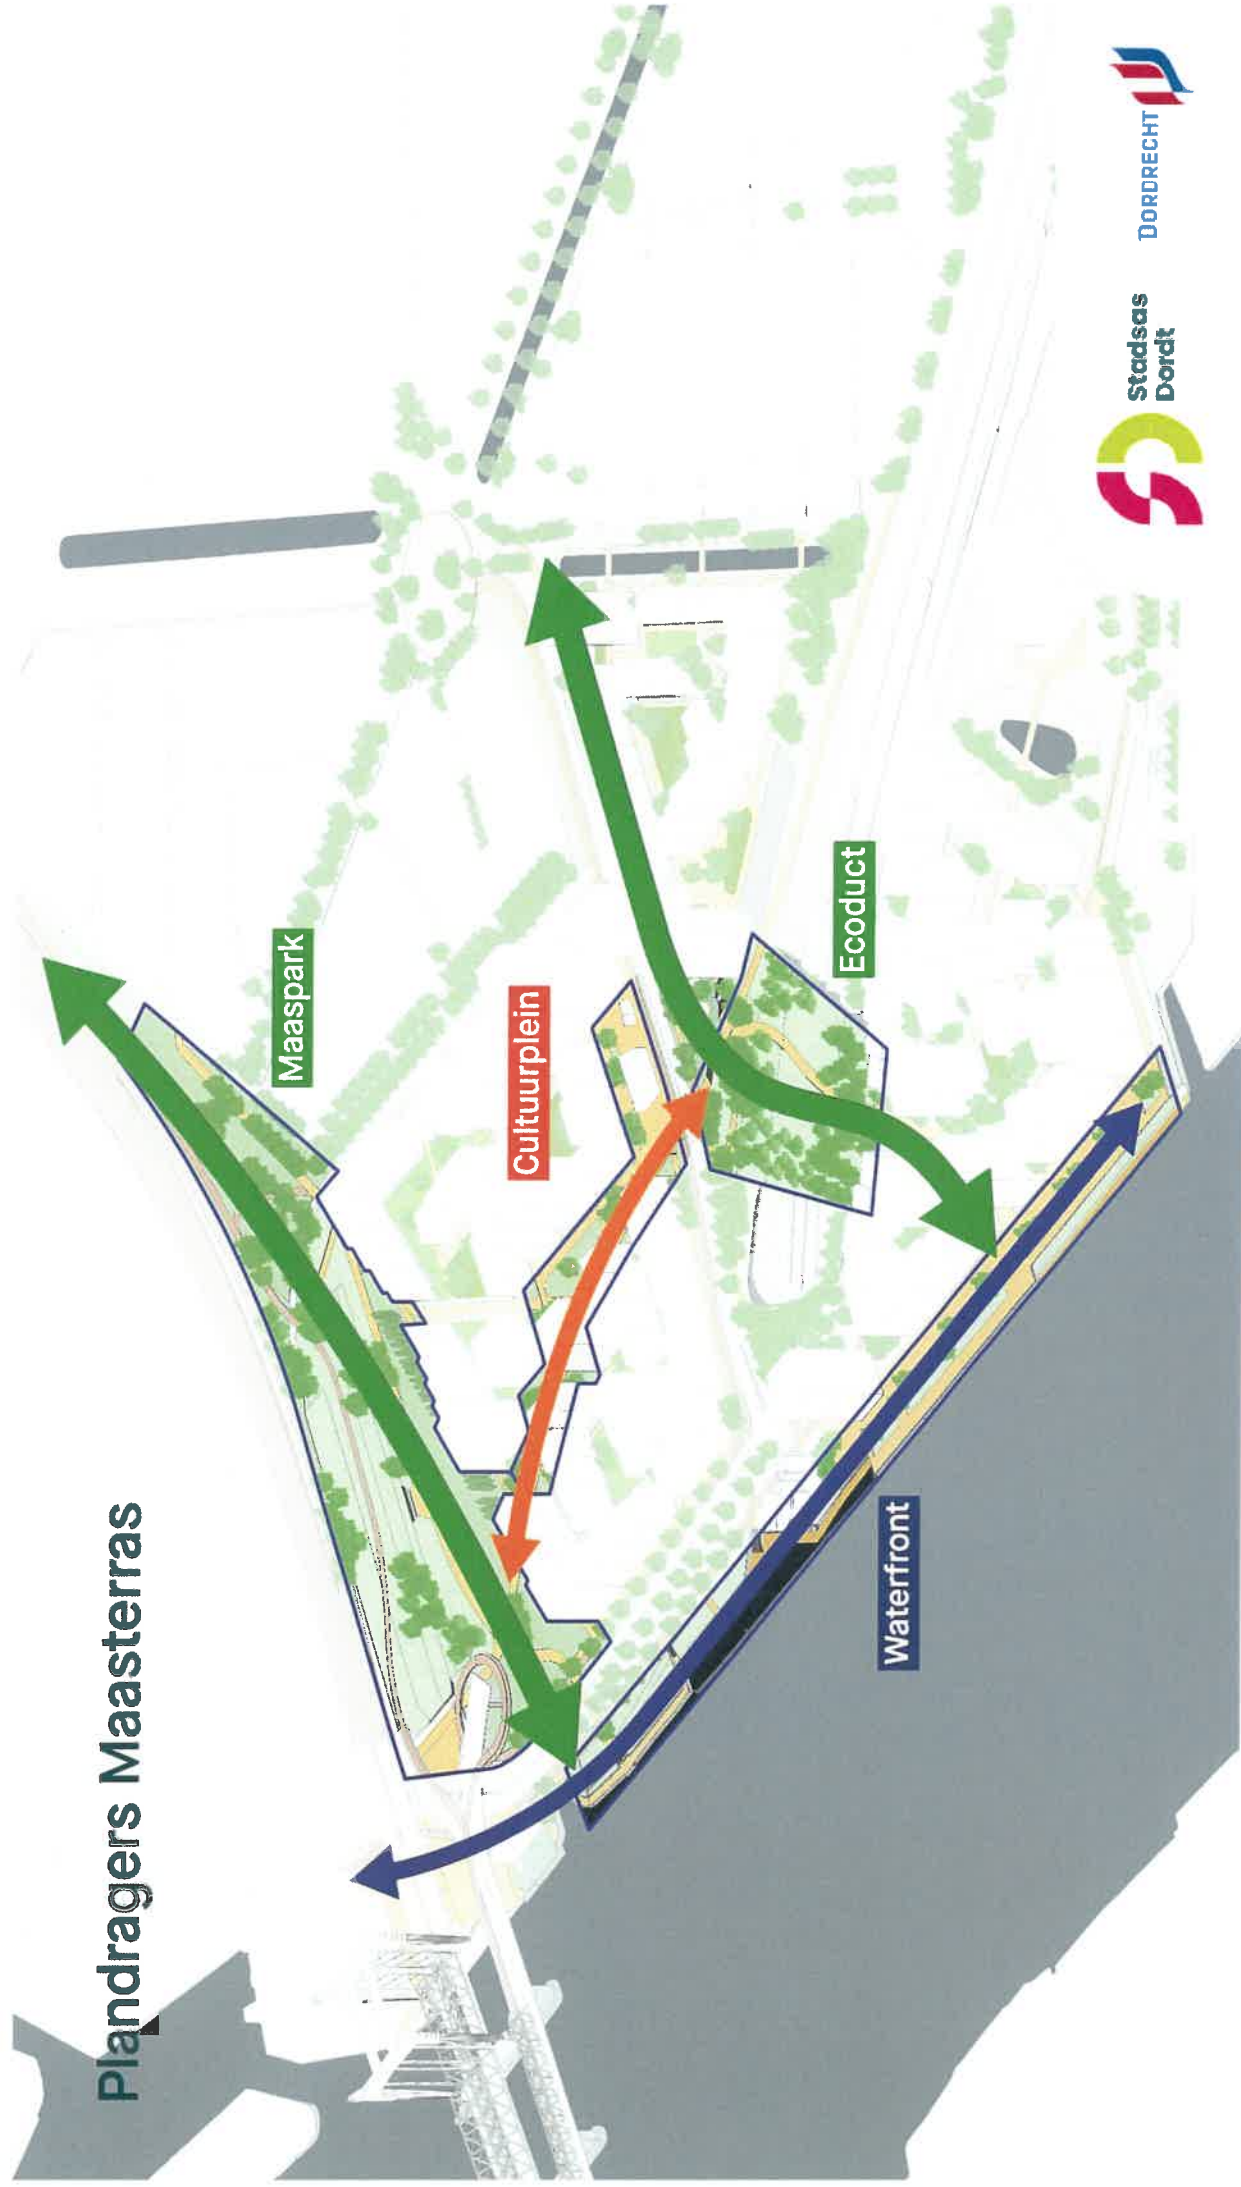 Plandragers Maasterras
Maaspark
Cultuurplein
Ecoduct
Waterfront
Stadsas
Dordt
DORDRECHT